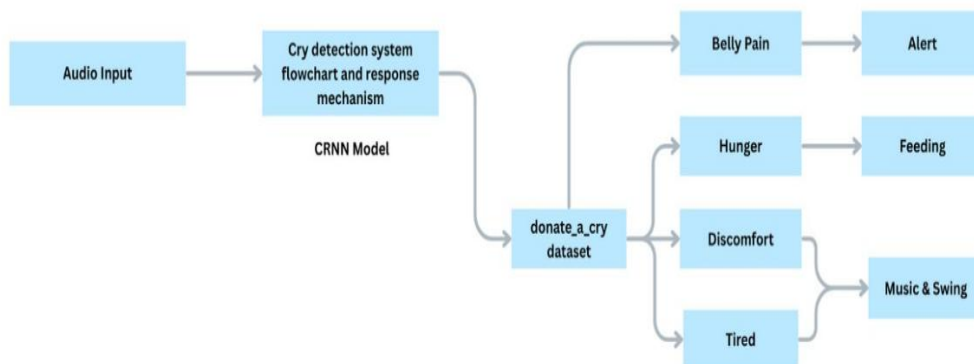 Audio Input
Cry detection system
flowchart and response
mechanism
CRNN Model
donate_a_cry
dataset
Belly Pain
Alert
Hunger
Feeding
Discomfort
Tired
Music & Swing